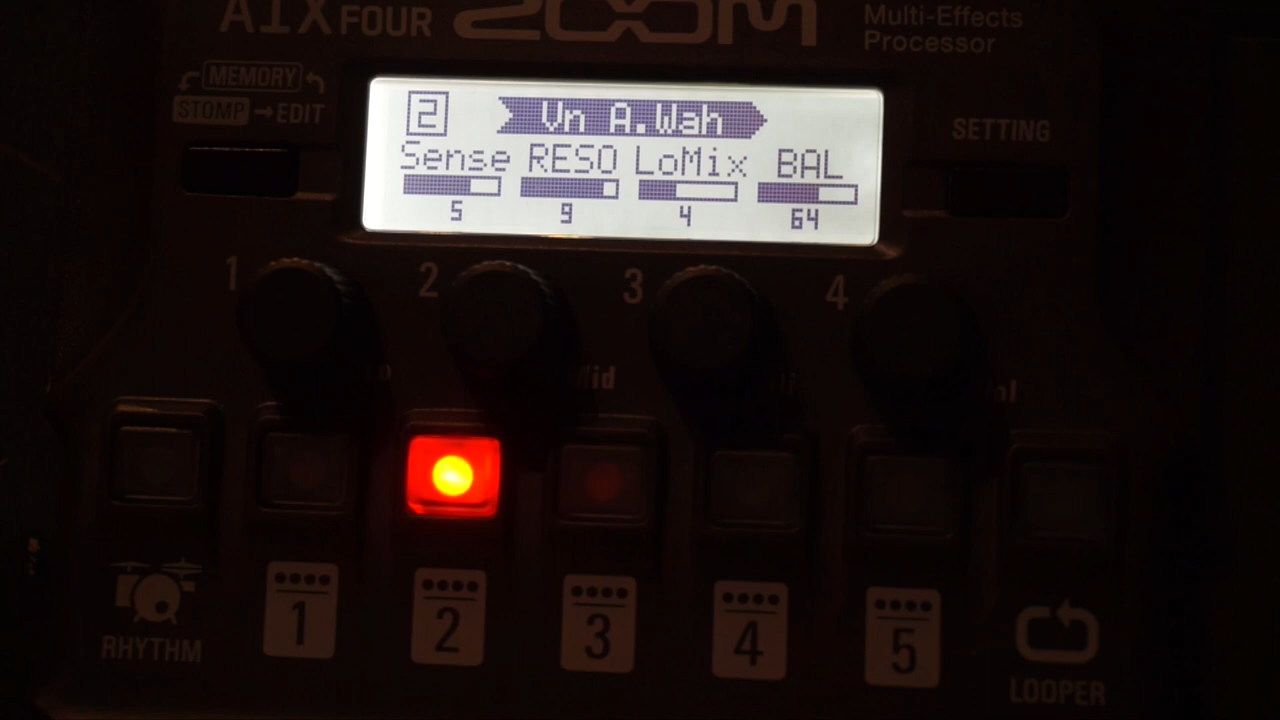 A1X FOUR ZOOM Multi-Effects
Processor
MEMORY
STOMP → EDIT
SETTING
2 Vn A.Wah
Sense RESO LoMix BAL
5 9 4 64
1 2 3 4
Mid
1 2 3 4 5
RHYTHM
LOOPER